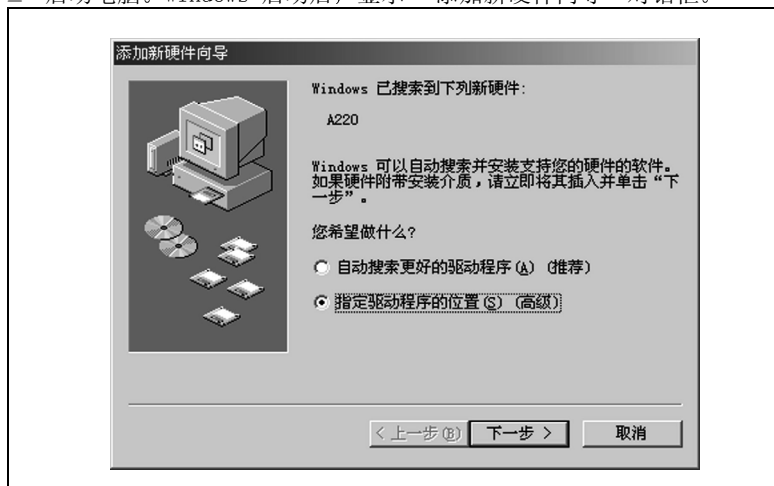 添加新硬件向导
Windows 已搜索到下列新硬件:
A220
Windows 可以自动搜索并安装支持您的硬件的软件。
如果硬件附带安装介质，请立即将其插入并单击“下
一步”。
您希望做什么?
自动搜索更好的驱动程序(A) (推荐)
指定驱动程序的位置(S) (高级)
< 上一步(B)
下一步 >
取消